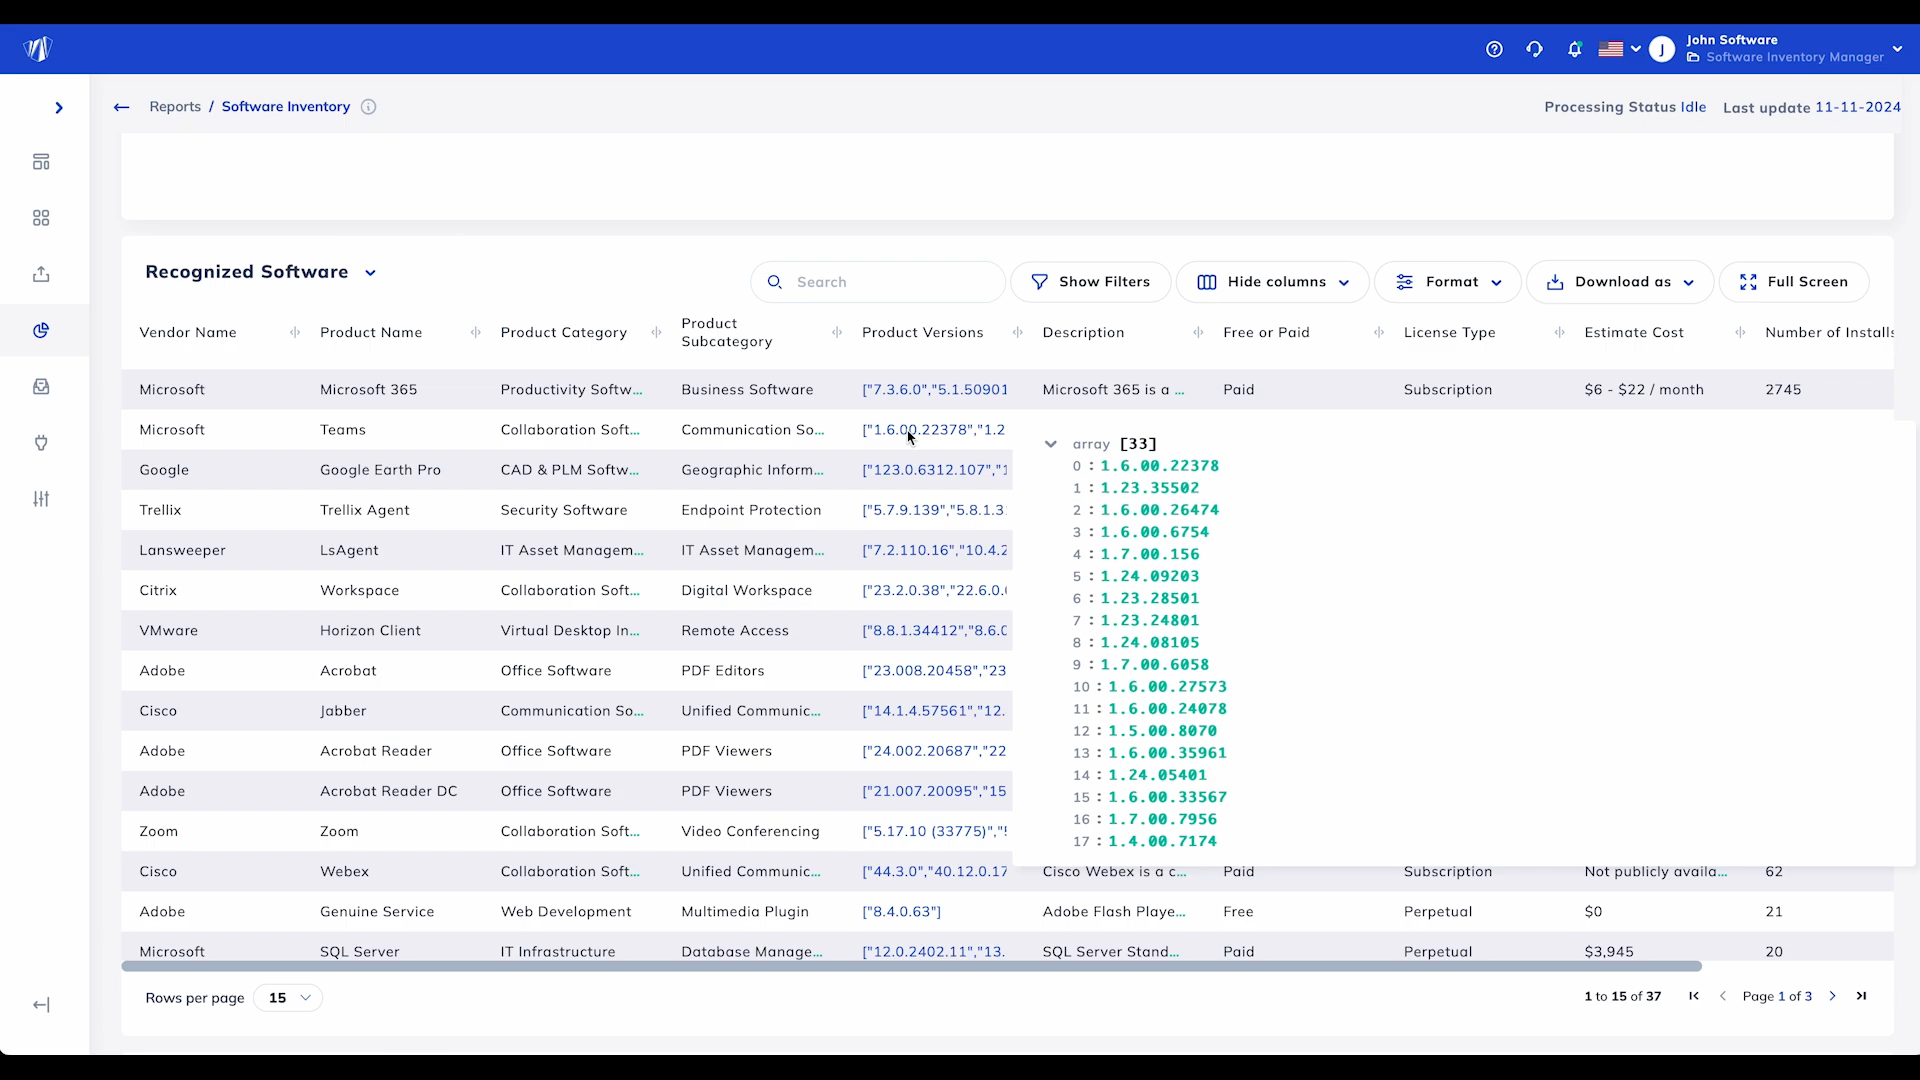 John Software
Software Inventory Manager
J
Reports / Software Inventory
Processing Status Idle Last update 11-11-2024
Recognized Software
Search
Show Filters
Hide columns
Format
Download as
Full Screen
Vendor Name Product Name Product Category Product Subcategory Product Versions Description Free or Paid License Type Estimate Cost Number of Installs
Microsoft Microsoft 365 Productivity Softw... Business Software ["7.3.6.0","5.1.50901 Microsoft 365 is a ... Paid Subscription $6 - $22 / month 2745
Microsoft Teams Collaboration Soft... Communication So... ["1.6.00.22378","1.2
Google Google Earth Pro CAD & PLM Softw... Geographic Inform... ["123.0.6312.107","1
Trellix Trellix Agent Security Software Endpoint Protection ["5.7.9.139","5.8.1.3
Lansweeper LsAgent IT Asset Managem... IT Asset Managem... ["7.2.110.16","10.4.2
Citrix Workspace Collaboration Soft... Digital Workspace ["23.2.0.38","22.6.0.
VMware Horizon Client Virtual Desktop In... Remote Access ["8.8.1.34412","8.6.0
Adobe Acrobat Office Software PDF Editors ["23.008.20458","23
Cisco Jabber Communication So... Unified Communic... ["14.1.4.57561","12.
Adobe Acrobat Reader Office Software PDF Viewers ["24.002.20687","22
Adobe Acrobat Reader DC Office Software PDF Viewers ["21.007.20095","15
Zoom Zoom Collaboration Soft... Video Conferencing ["5.17.10 (33775)","
Cisco Webex Collaboration Soft... Unified Communic... ["44.3.0","40.12.0.17 Cisco Webex is a c... Paid Subscription Not publicly availa... 62
Adobe Genuine Service Web Development Multimedia Plugin ["8.4.0.63"] Adobe Flash Playe... Free Perpetual $0 21
Microsoft SQL Server IT Infrastructure Database Manage... ["12.0.2402.11","13. SQL Server Stand... Paid Perpetual $3,945 20
array [33]
0 : 1.6.00.22378
1 : 1.23.35502
2 : 1.6.00.26474
3 : 1.6.00.6754
4 : 1.7.00.156
5 : 1.24.09203
6 : 1.23.28501
7 : 1.23.24801
8 : 1.24.08105
9 : 1.7.00.6058
10 : 1.6.00.27573
11 : 1.6.00.24078
12 : 1.5.00.8070
13 : 1.6.00.35961
14 : 1.24.05401
15 : 1.6.00.33567
16 : 1.7.00.7956
17 : 1.4.00.7174
Rows per page 15
1 to 15 of 37 Page 1 of 3